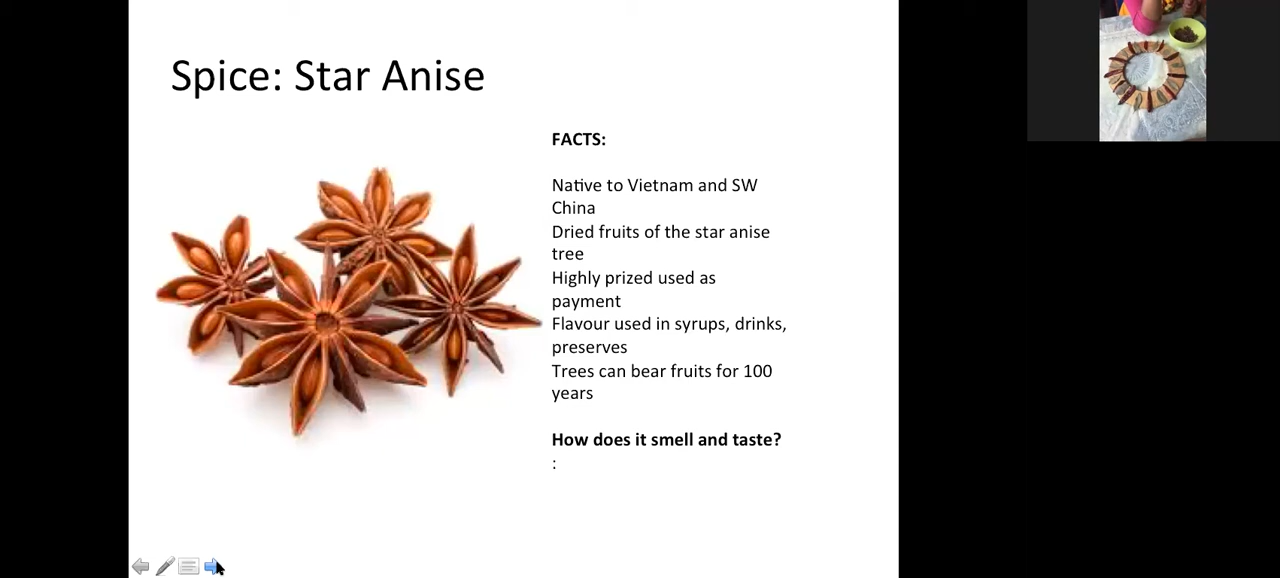 Spice: Star Anise
FACTS:
Native to Vietnam and SW
China
Dried fruits of the star anise
tree
Highly prized used as
payment
Flavour used in syrups, drinks,
preserves
Trees can bear fruits for 100
years
How does it smell and taste?
: